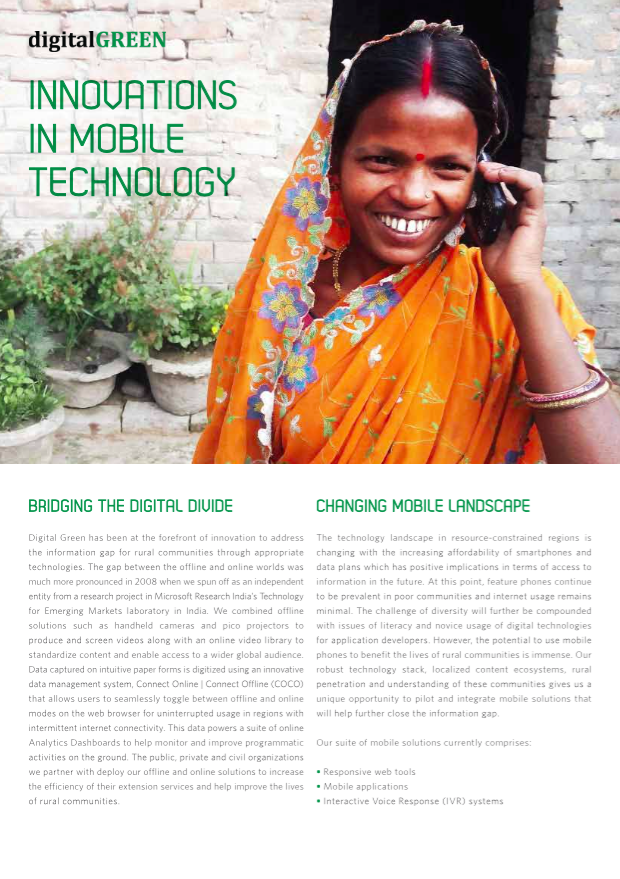 digitalGREEN
INNOVATIONS
IN MOBILE
TECHNOLOGY
BRIDGING THE DIGITAL DIVIDE
Digital Green has been at the forefront of innovation to address
the information gap for rural communities through appropriate
technologies. The gap between the offline and online worlds was
much more pronounced in 2008 when we spun off as an independent
entity from a research project in Microsoft Research India's Technology
for Emerging Markets laboratory in India. We combined offline
solutions such as handheld cameras and pico projectors to
produce and screen videos along with an online video library to
standardize content and enable access to a wider global audience.
Data captured on intuitive paper forms is digitized using an innovative
data management system, Connect Online | Connect Offline (COCO)
that allows users to seamlessly toggle between offline and online
modes on the web browser for uninterrupted usage in regions with
intermittent internet connectivity. This data powers a suite of online
Analytics Dashboards to help monitor and improve programmatic
activities on the ground. The public, private and civil organizations
we partner with deploy our offline and online solutions to increase
the efficiency of their extension services and help improve the lives
of rural communities.
CHANGING MOBILE LANDSCAPE
The technology landscape in resource-constrained regions is
changing with the increasing affordability of smartphones and
data plans which has positive implications in terms of access to
information in the future. At this point, feature phones continue
to be prevalent in poor communities and internet usage remains
minimal. The challenge of diversity will further be compounded
with issues of literacy and novice usage of digital technologies
for application developers. However, the potential to use mobile
phones to benefit the lives of rural communities is immense. Our
robust technology stack, localized content ecosystems, rural
penetration and understanding of these communities gives us a
unique opportunity to pilot and integrate mobile solutions that
will help further close the information gap.
Our suite of mobile solutions currently comprises:
▪ Responsive web tools
▪ Mobile applications
▪ Interactive Voice Response (IVR) systems